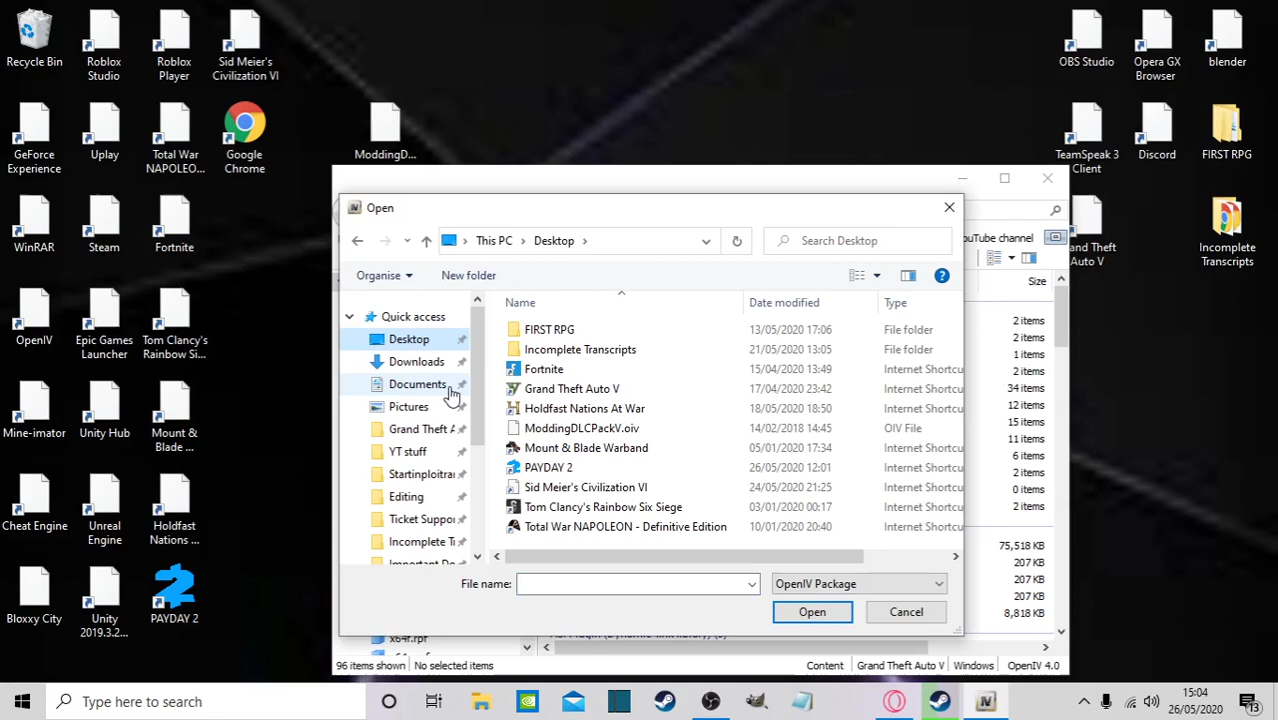 Recycle Bin
Roblox Studio
Roblox Player
Sid Meier's Civilization VI
OBS Studio
Opera GX Browser
blender
GeForce Experience
Uplay
Total War NAPOLEO...
Google Chrome
ModdingD...
TeamSpeak 3 Client
Discord
FIRST RPG
WinRAR
Steam
Fortnite
YouTube channel
and Theft Auto V
Incomplete Transcripts
OpenIV
Epic Games Launcher
Tom Clancy's Rainbow Si...
Mine-imator
Unity Hub
Mount & Blade ...
Cheat Engine
Unreal Engine
Holdfast Nations ...
Bloxxy City
Unity 2019.3.2...
PAYDAY 2
Open
This PC > Desktop >
Search Desktop
Organise
New folder
Name Date modified Type
Quick access
Desktop
Downloads
Documents
Pictures
Grand Theft A
YT stuff
Startinploitra
Editing
Ticket Suppo
Incomplete T
FIRST RPG 13/05/2020 17:06 File folder
Incomplete Transcripts 21/05/2020 13:05 File folder
Fortnite 15/04/2020 13:49 Internet Shortcu
Grand Theft Auto V 17/04/2020 23:42 Internet Shortcu
Holdfast Nations At War 18/05/2020 18:50 Internet Shortcu
ModdingDLCPackV.oiv 14/02/2018 14:45 OIV File
Mount & Blade Warband 05/01/2020 17:34 Internet Shortcu
PAYDAY 2 26/05/2020 12:01 Internet Shortcu
Sid Meier's Civilization VI 24/05/2020 21:25 Internet Shortcu
Tom Clancy's Rainbow Six Siege 03/01/2020 00:17 Internet Shortcu
Total War NAPOLEON - Definitive Edition 10/01/2020 20:40 Internet Shortcu
File name:
OpenIV Package
Open
Cancel
Size
2 items
2 items
1 items
2 items
34 items
12 items
15 items
11 items
6 items
2 items
0 items
2 items
75,518 KB
207 KB
207 KB
207 KB
8,818 KB
x64f.rpf
96 items shown No selected items
Content Grand Theft Auto V Windows OpenIV 4.0
Type here to search
15:04
26/05/2020
13